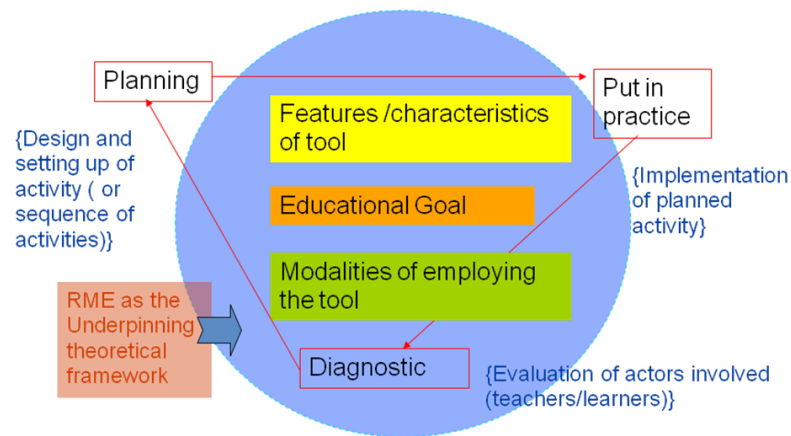 Planning
Put in
practice
Features /characteristics
of tool
{Design and
setting up of
activity ( or
sequence of
activities)}
{Implementation
of planned
activity}
Educational Goal
Modalities of employing
the tool
RME as the
Underpinning
theoretical
framework
Diagnostic
{Evaluation of actors involved
(teachers/learners)}